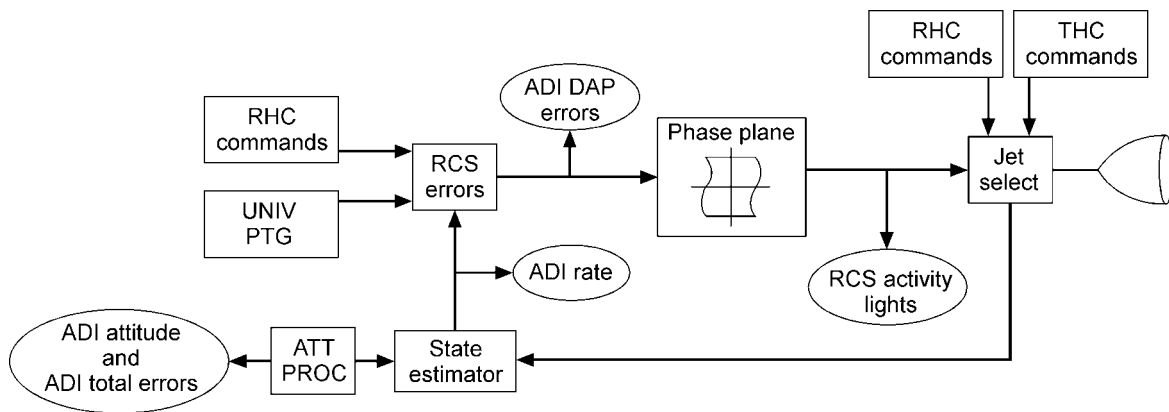 RHC
commands
THC
commands
ADI DAP
errors
RHC
commands
Phase plane
RCS
errors
Jet
select
UNIV
PTG
ADI rate
RCS activity
lights
ADI attitude
and
ADI total errors
ATT
PROC
State
estimator